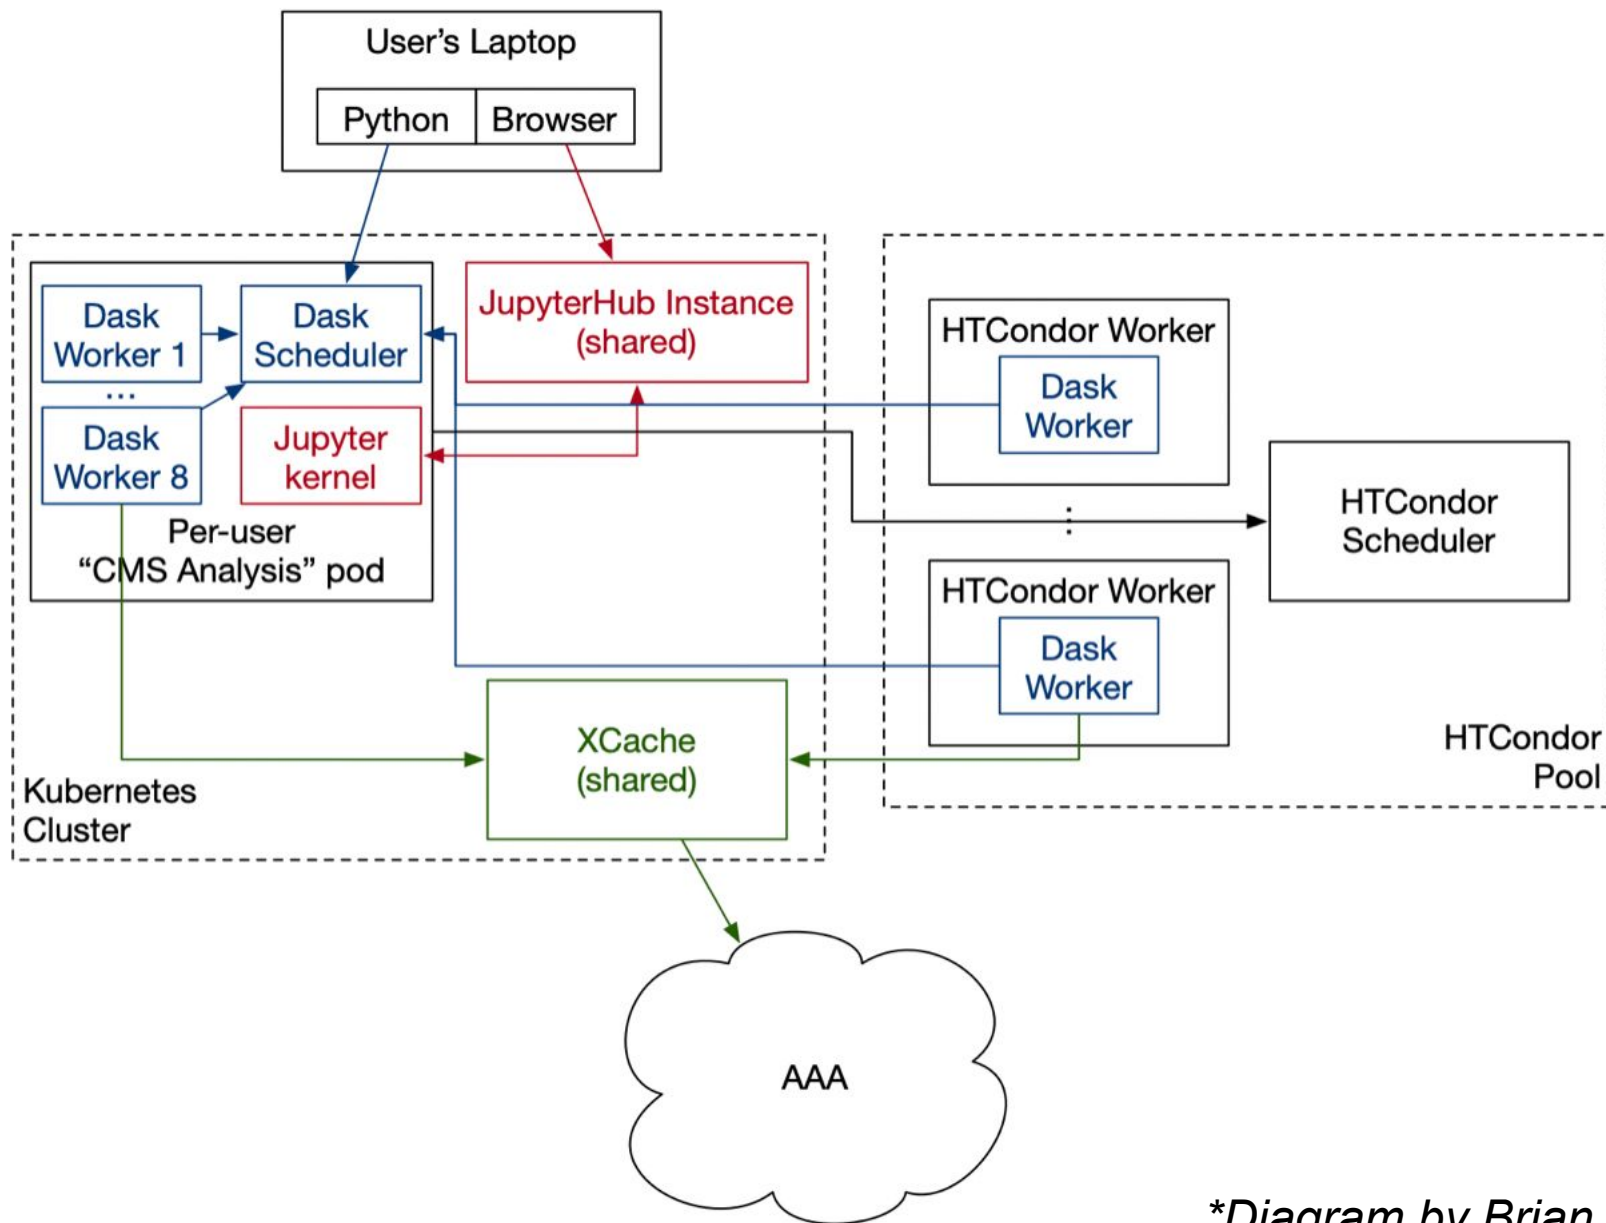 User’s Laptop
Python
Browser
Dask
Worker 1
Dask
Scheduler
JupyterHub Instance
(shared)
...
Dask
Worker 8
Jupyter
kernel
Per-user
“CMS Analysis” pod
HTCondor Worker
Dask
Worker
...
HTCondor
Scheduler
HTCondor Worker
Dask
Worker
XCache
(shared)
Kubernetes
Cluster
HTCondor
Pool
AAA
*Diagram by Brian